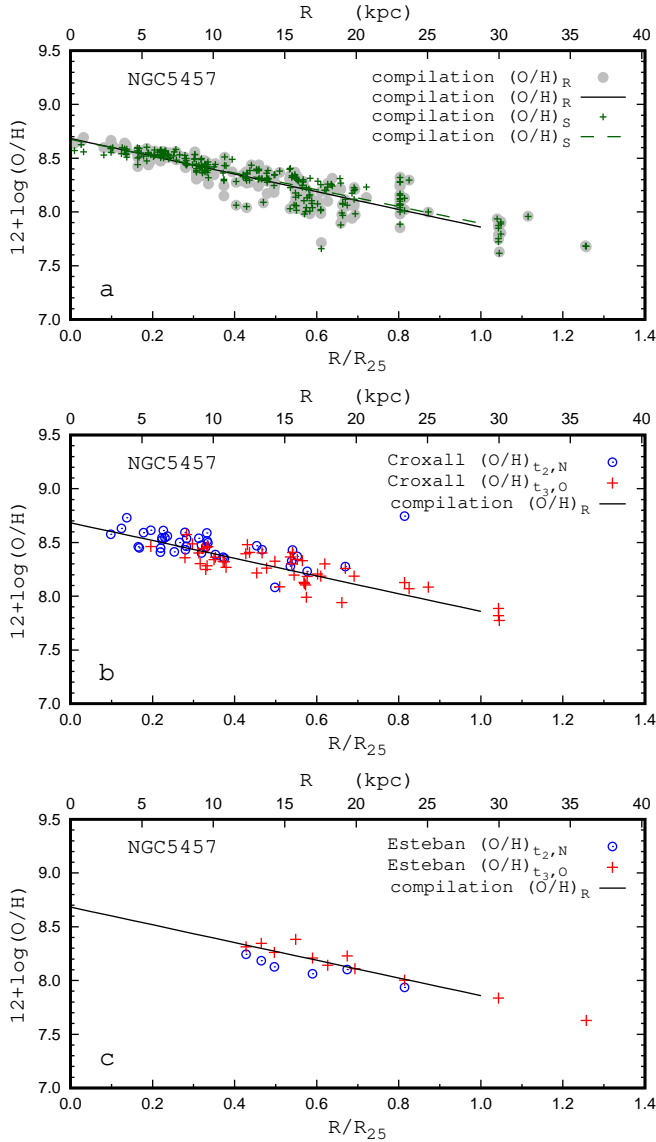 R (kpc)
0 5 10 15 20 25 30 35 40
9.5
9.0
8.5
8.0
7.5
7.0
12+log(O/H)
NGC5457
compilation (O/H)R
compilation (O/H)R
compilation (O/H)S
compilation (O/H)S
a
0.0 0.2 0.4 0.6 0.8 1.0 1.2 1.4
R/R25
R (kpc)
0 5 10 15 20 25 30 35 40
9.5
9.0
8.5
8.0
7.5
7.0
12+log(O/H)
NGC5457
Croxall (O/H)t2,N
Croxall (O/H)t3,O
compilation (O/H)R
b
0.0 0.2 0.4 0.6 0.8 1.0 1.2 1.4
R/R25
R (kpc)
0 5 10 15 20 25 30 35 40
9.5
9.0
8.5
8.0
7.5
7.0
12+log(O/H)
NGC5457
Esteban (O/H)t2,N
Esteban (O/H)t3,O
compilation (O/H)R
c
0.0 0.2 0.4 0.6 0.8 1.0 1.2 1.4
R/R25